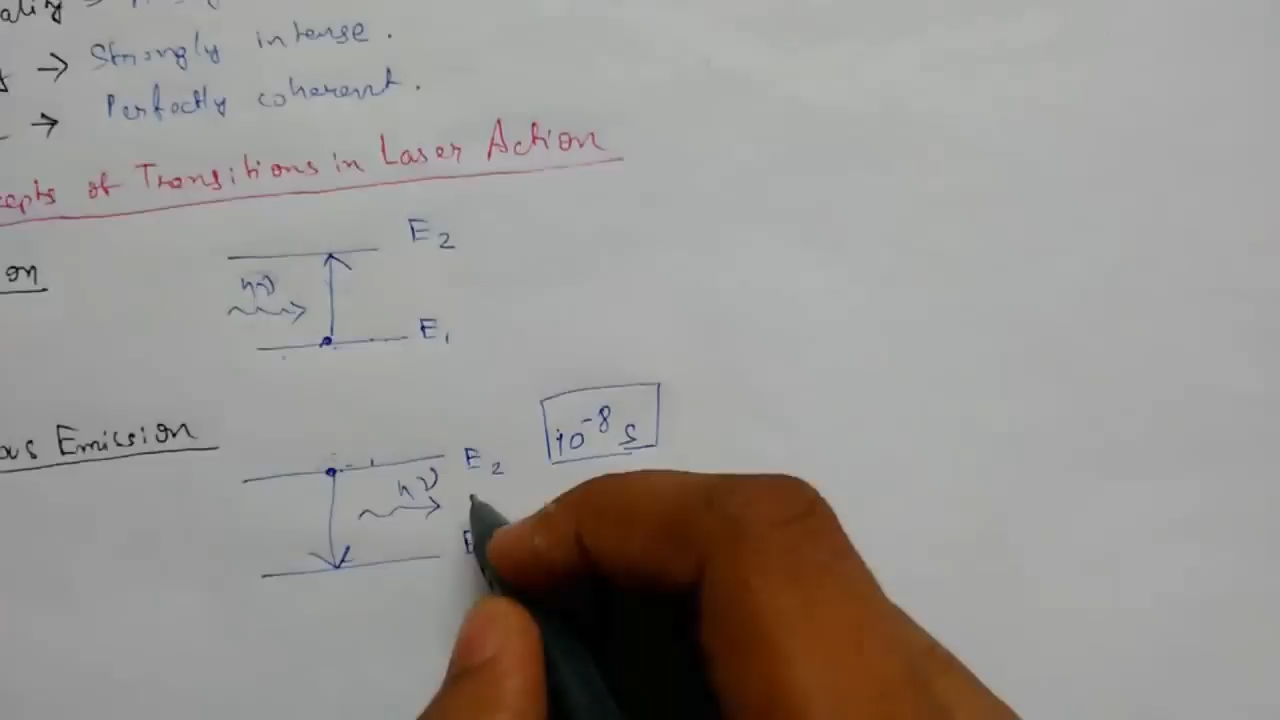 → Strongly intense.
→ Perfectly coherent.
of Transitions in Laser Action
E2
hν
E1
Emission
10⁻⁸ s
E2
hν